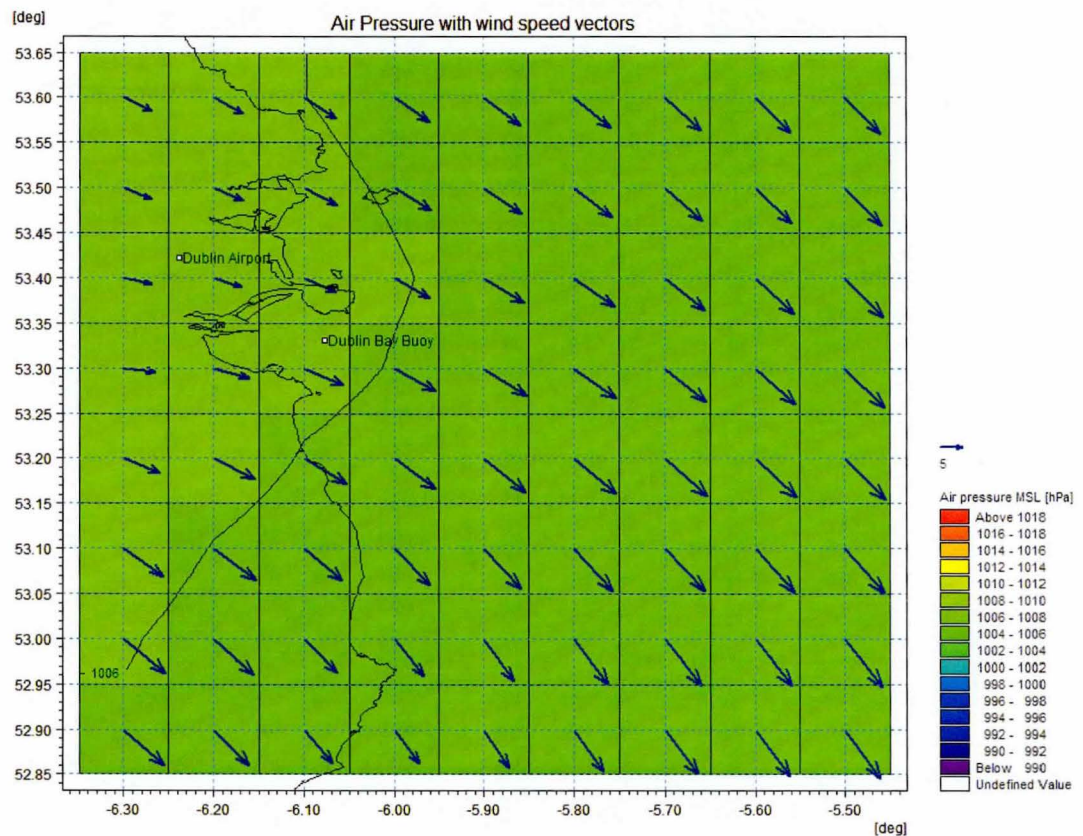 [deg]
Air Pressure with wind speed vectors
53.65
53.60
53.55
53.50
53.45
Dublin Airport
53.40
53.35
Dublin Bay Buoy
53.30
53.25
53.20
5
53.15
Air pressure MSL [hPa]
Above 1018
1016 - 1018
53.10
1014 - 1016
1012 - 1014
53.05
1010 - 1012
1008 - 1010
53.00
1006 - 1008
1004 - 1006
1006
52.95
1002 - 1004
1000 - 1002
998 - 1000
52.90
996 - 998
994 - 996
992 - 994
52.85
990 - 992
Below 990
Undefined Value
-6.30 -6.20 -6.10 -6.00 -5.90 -5.80 -5.70 -5.60 -5.50
[deg]